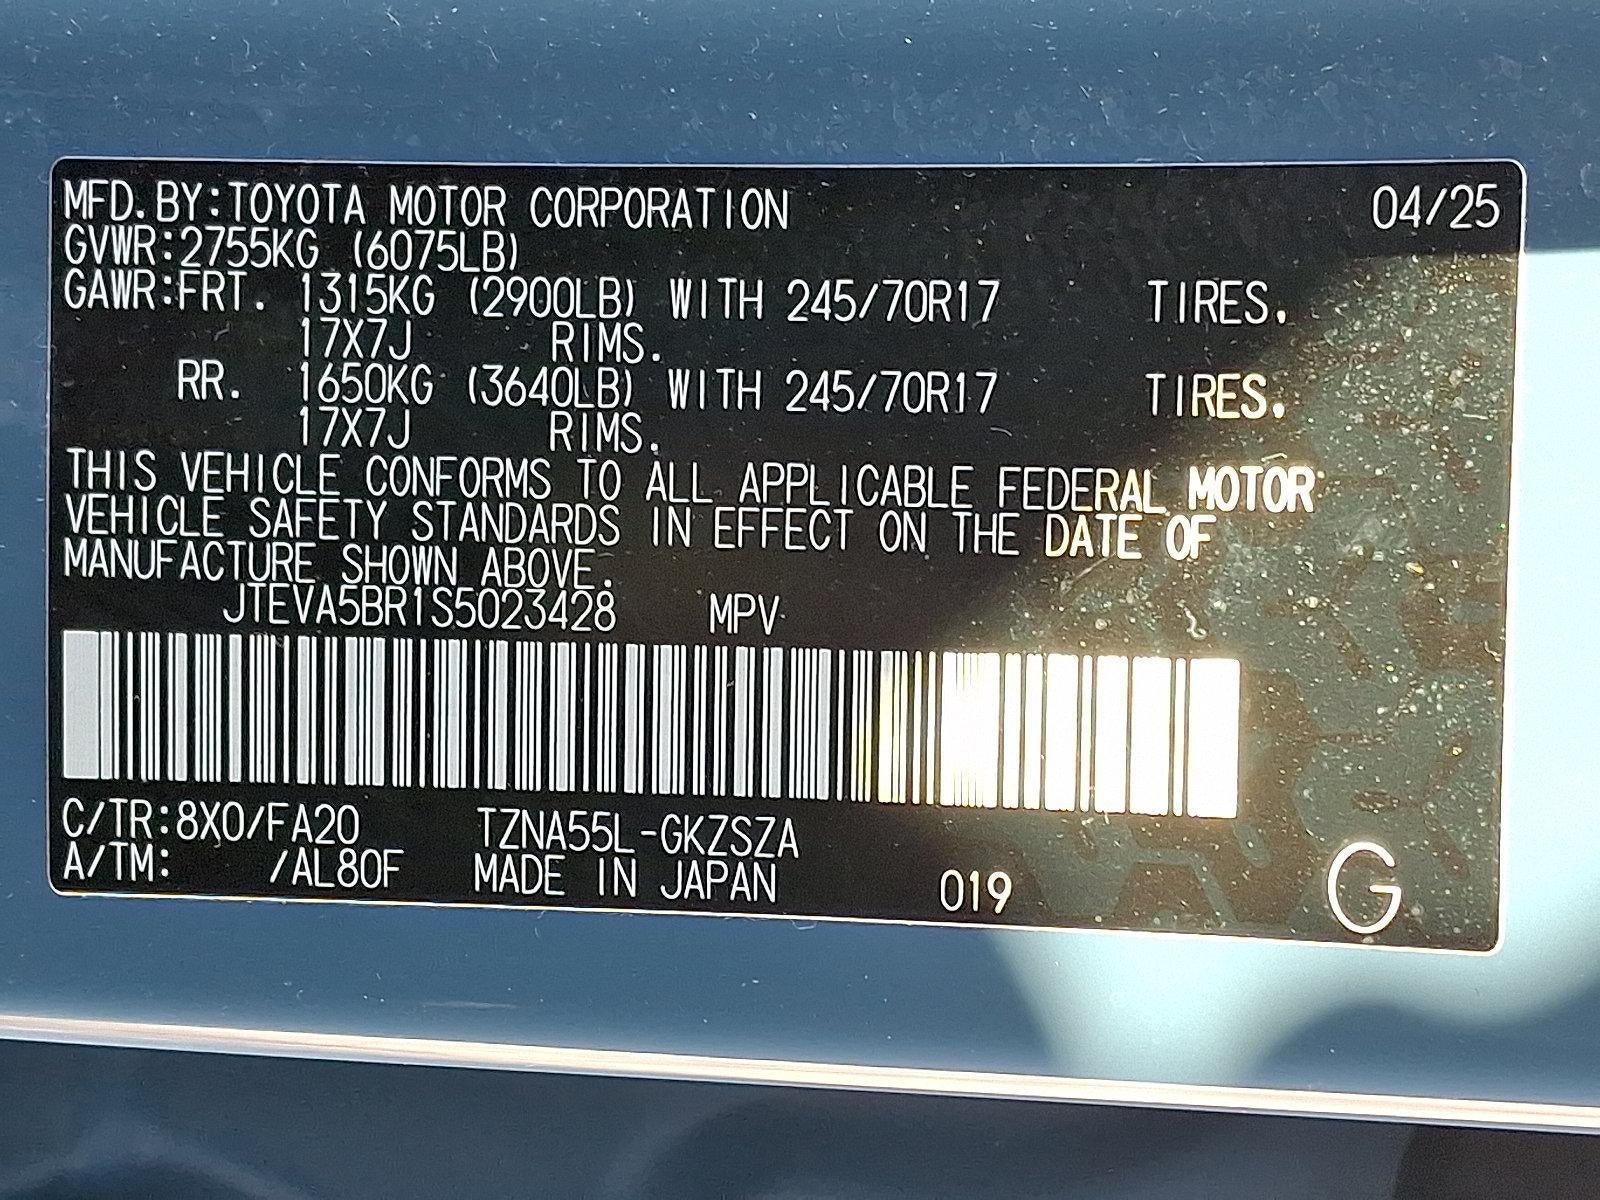 MFD.BY:TOYOTA MOTOR CORPORATION 04/25
GVWR:2755KG (6075LB)
GAWR:FRT. 1315KG (2900LB) WITH 245/70R17 TIRES,
17X7J RIMS.
RR. 1650KG (3640LB) WITH 245/70R17 TIRES,
17X7J RIMS.
THIS VEHICLE CONFORMS TO ALL APPLICABLE FEDERAL MOTOR
VEHICLE SAFETY STANDARDS IN EFFECT ON THE DATE OF
MANUFACTURE SHOWN ABOVE.
JTEVA5BR1S5023428 MPV
C/TR:8X0/FA20 TZNA55L-GKZSZA
A/TM: /AL80F MADE IN JAPAN 019 G